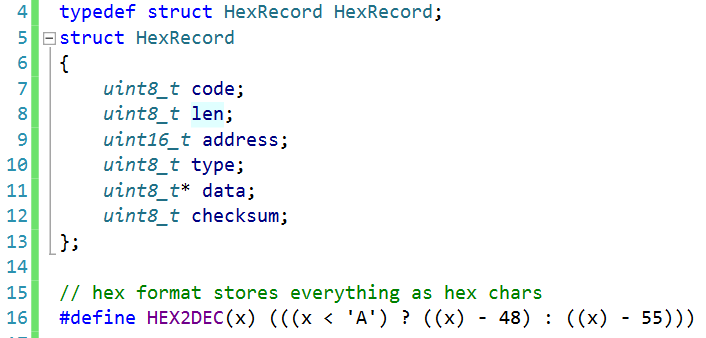 4 typedef struct HexRecord HexRecord;
5 struct HexRecord
6 {
7 uint8_t code;
8 uint8_t len;
9 uint16_t address;
10 uint8_t type;
11 uint8_t* data;
12 uint8_t checksum;
13 };
14
15 // hex format stores everything as hex chars
16 #define HEX2DEC(x) (((x < 'A') ? ((x) - 48) : ((x) - 55)))